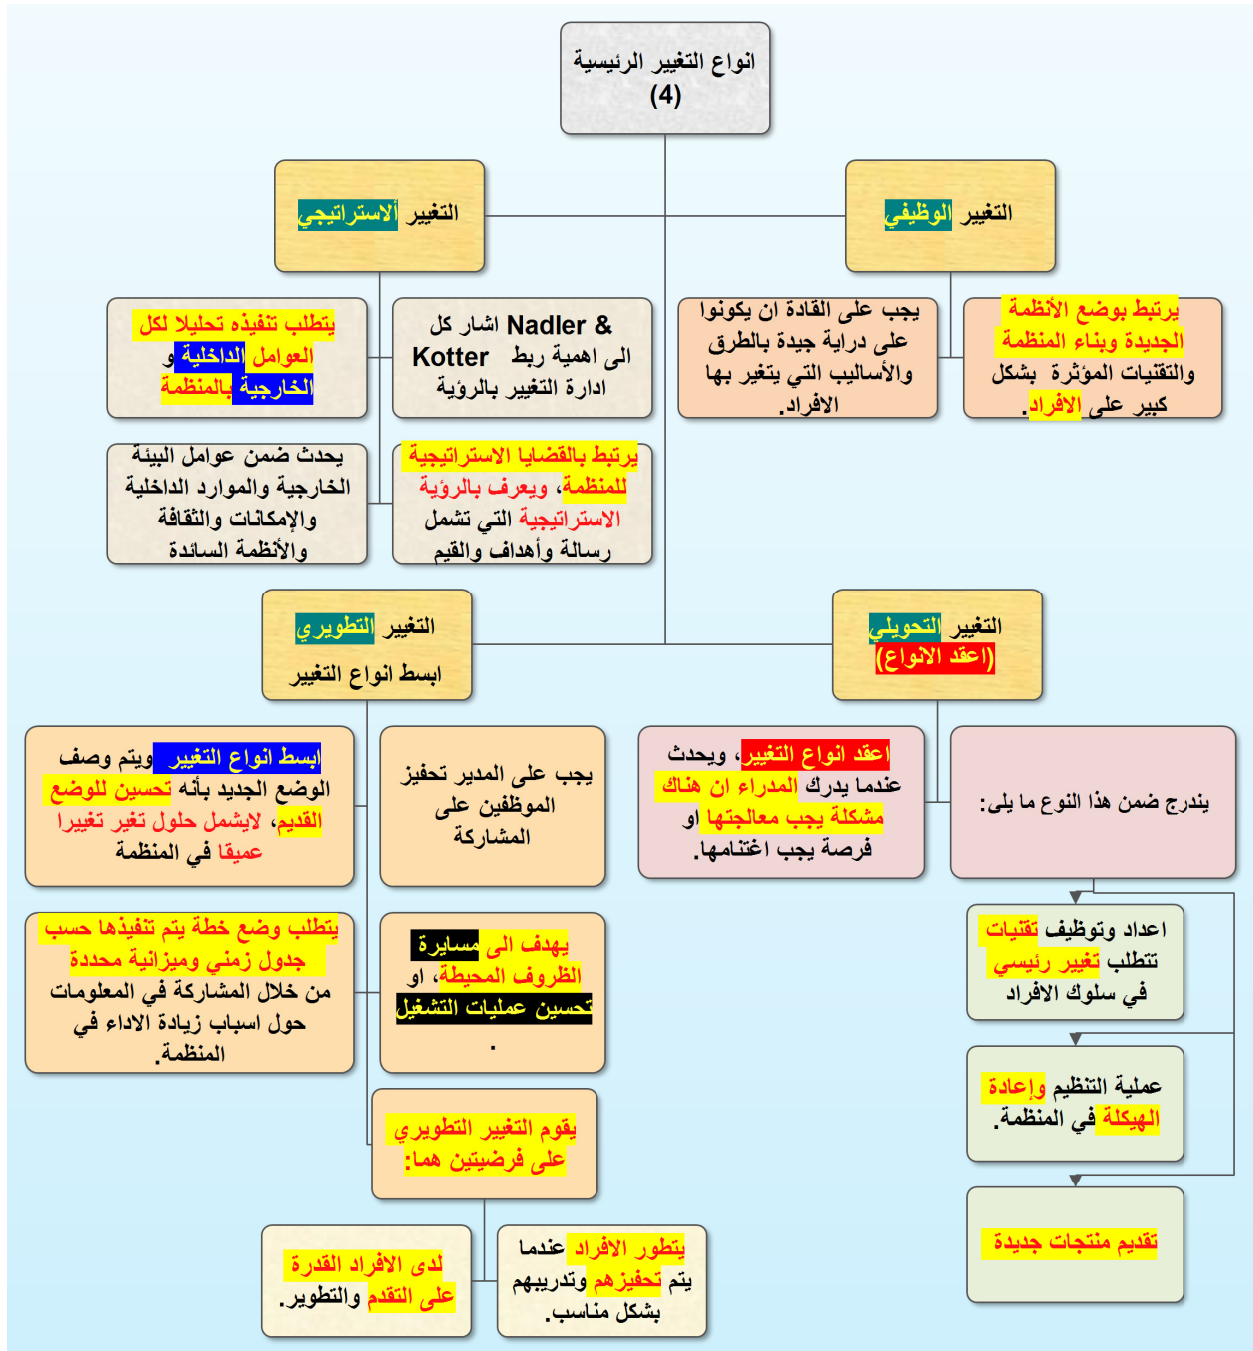 انواع التغيير الرئيسية
(4)
التغيير الوظيفي
يرتبط بوضع الأنظمة
الجديدة وبناء المنظمة
والتقنيات المؤثرة بشكل
كبير على الافراد.
يجب على القادة ان يكونوا
على دراية جيدة بالطرق
والأساليب التي يتغير بها
الافراد.
التغيير ألاستراتيجي
Nadler & اشار كل
Kotter الى اهمية ربط
ادارة التغيير بالرؤية
يتطلب تنفيذه تحليلا لكل
العوامل الداخلية و
الخارجية بالمنظمة
يرتبط بالقضايا الاستراتيجية
للمنظمة، ويعرف بالرؤية
الاستراتيجية التي تشمل
رسالة وأهداف والقيم
يحدث ضمن عوامل البيئة
الخارجية والموارد الداخلية
والإمكانات والثقافة
والأنظمة السائدة
التغيير التحويلي
(اعقد الانواع)
يندرج ضمن هذا النوع ما يلى:
اعقد انواع التغيير، ويحدث
عندما يدرك المدراء ان هناك
مشكلة يجب معالجتها او
فرصة يجب اغتنامها.
اعداد وتوظيف تقنيات
تتطلب تغيير رئيسي
في سلوك الافراد
عملية التنظيم وإعادة
الهيكلة في المنظمة.
تقديم منتجات جديدة
التغيير التطويري
ابسط انواع التغيير
يجب على المدير تحفيز
الموظفين على
المشاركة
ابسط انواع التغيير ويتم وصف
الوضع الجديد بأنه تحسين للوضع
القديم، لايشمل حلول تغير تغييرا
عميقا في المنظمة
يهدف الى مسايرة
الظروف المحيطة، او
تحسين عمليات التشغيل
.
يتطلب وضع خطة يتم تنفيذها حسب
جدول زمني وميزانية محددة
من خلال المشاركة في المعلومات
حول اسباب زيادة الاداء في
المنظمة.
يقوم التغيير التطويري
على فرضيتين هما:
يتطور الافراد عندما
يتم تحفيزهم وتدريبهم
بشكل مناسب.
لدى الافراد القدرة
على التقدم والتطوير.